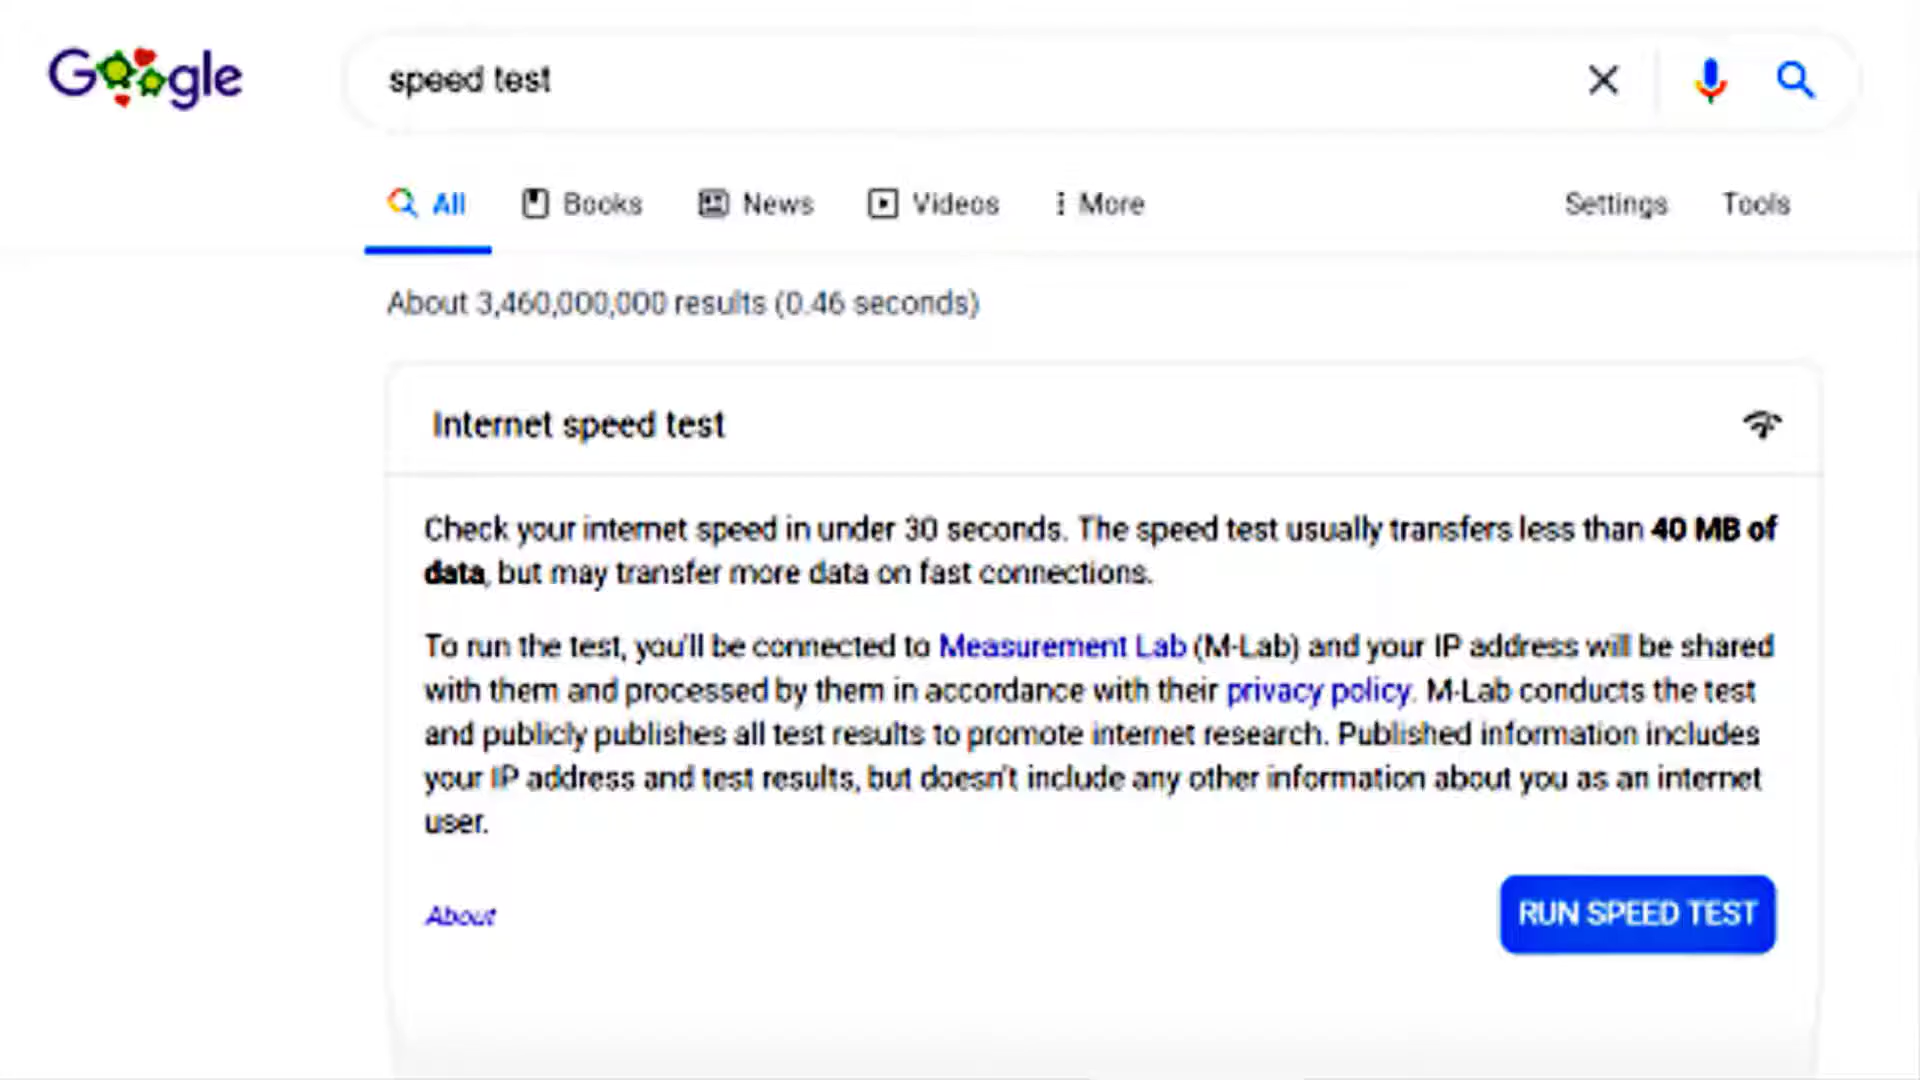 Google
speed test
All Books News Videos More Settings Tools
About 3,460,000,000 results (0.46 seconds)
Internet speed test
Check your internet speed in under 30 seconds. The speed test usually transfers less than 40 MB of
data, but may transfer more data on fast connections.
To run the test, you'll be connected to Measurement Lab (M-Lab) and your IP address will be shared
with them and processed by them in accordance with their privacy policy. M-Lab conducts the test
and publicly publishes all test results to promote internet research. Published information includes
your IP address and test results, but doesn't include any other information about you as an internet
user.
About
RUN SPEED TEST